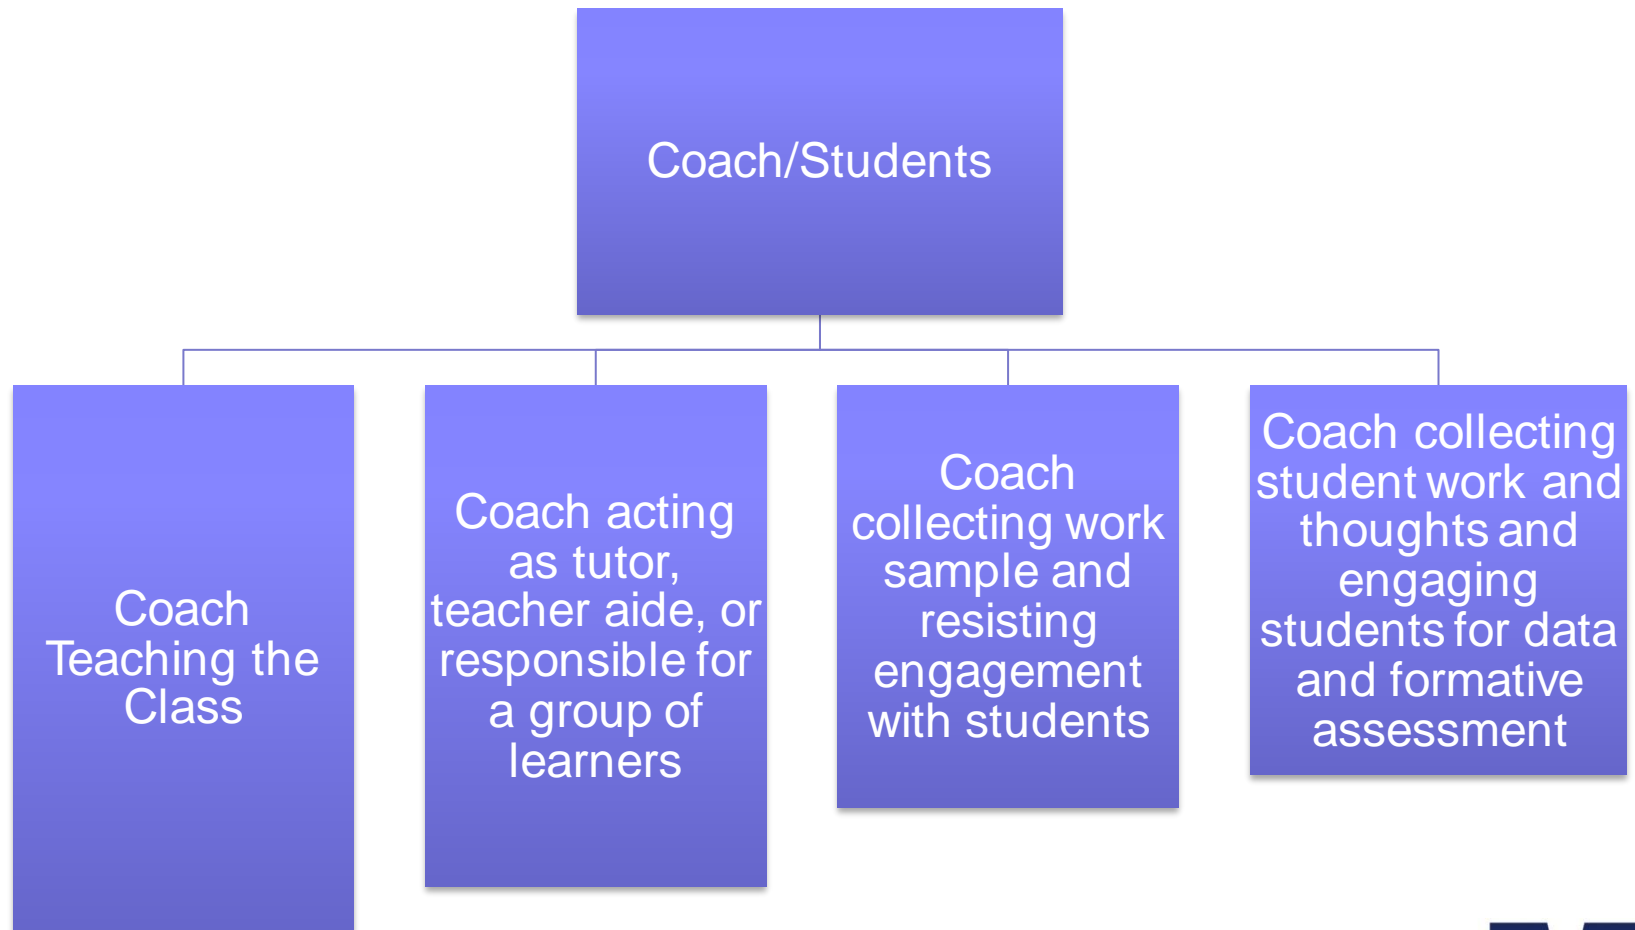 Coach/Students
Coach
Teaching the
Class
Coach acting
as tutor,
teacher aide, or
responsible for
a group of
learners
Coach
collecting work
sample and
resisting
engagement
with students
Coach collecting
student work and
thoughts and
engaging
students for data
and formative
assessment